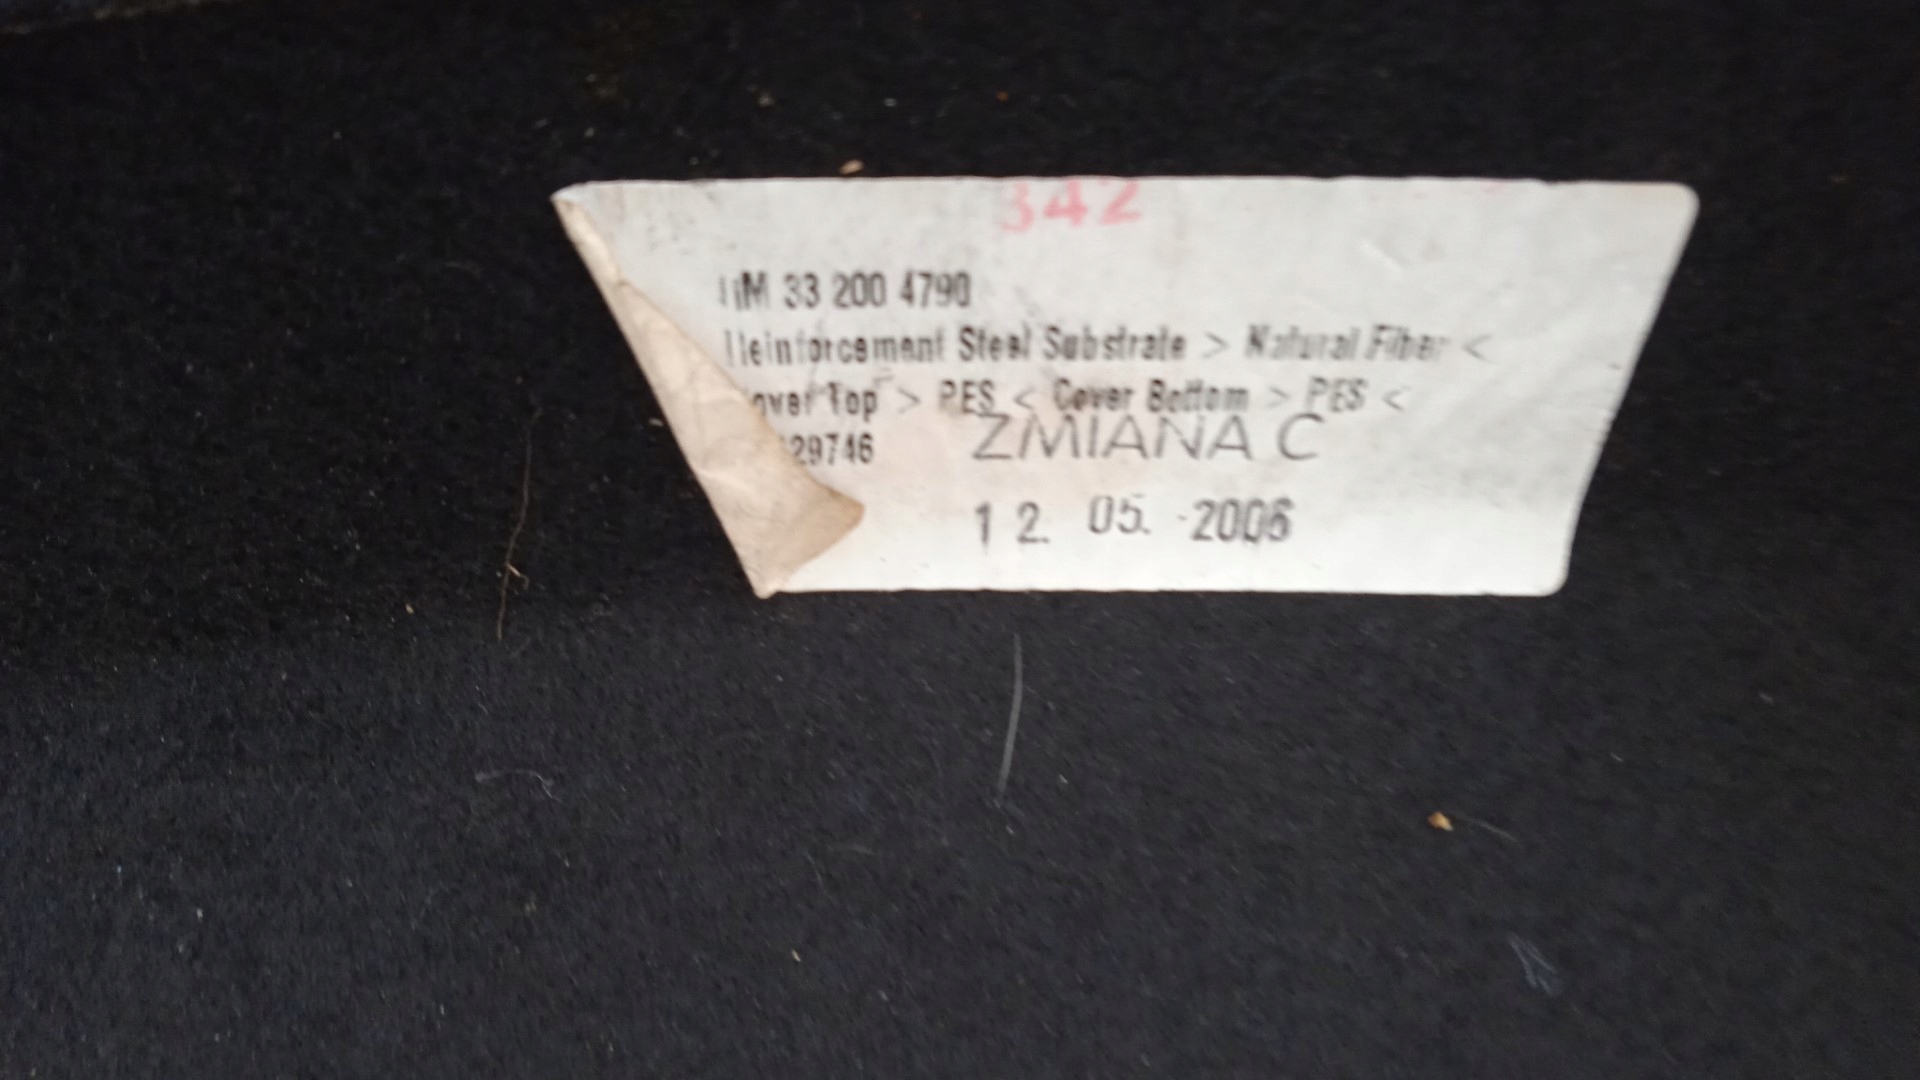 342
33 200 4790
Reinforcement Steel Substrate > Natural Fiber <
Top > PES < Cover Bottom > PES <
29746
ZMIANA C
12. 05. 2006